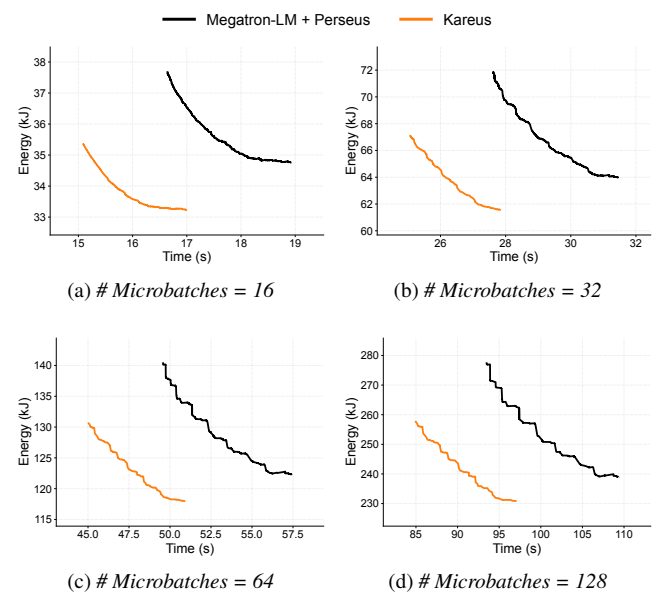 Megatron-LM + Perseus Kareus
38 37 36 35 34 33
Energy (kJ)
15 16 17 18 19
Time (s)
(a) # Microbatches = 16
72 70 68 66 64 62 60
Energy (kJ)
26 28 30 32
Time (s)
(b) # Microbatches = 32
140 135 130 125 120 115
Energy (kJ)
45.0 47.5 50.0 52.5 55.0 57.5
Time (s)
(c) # Microbatches = 64
280 270 260 250 240 230
Energy (kJ)
85 90 95 100 105 110
Time (s)
(d) # Microbatches = 128